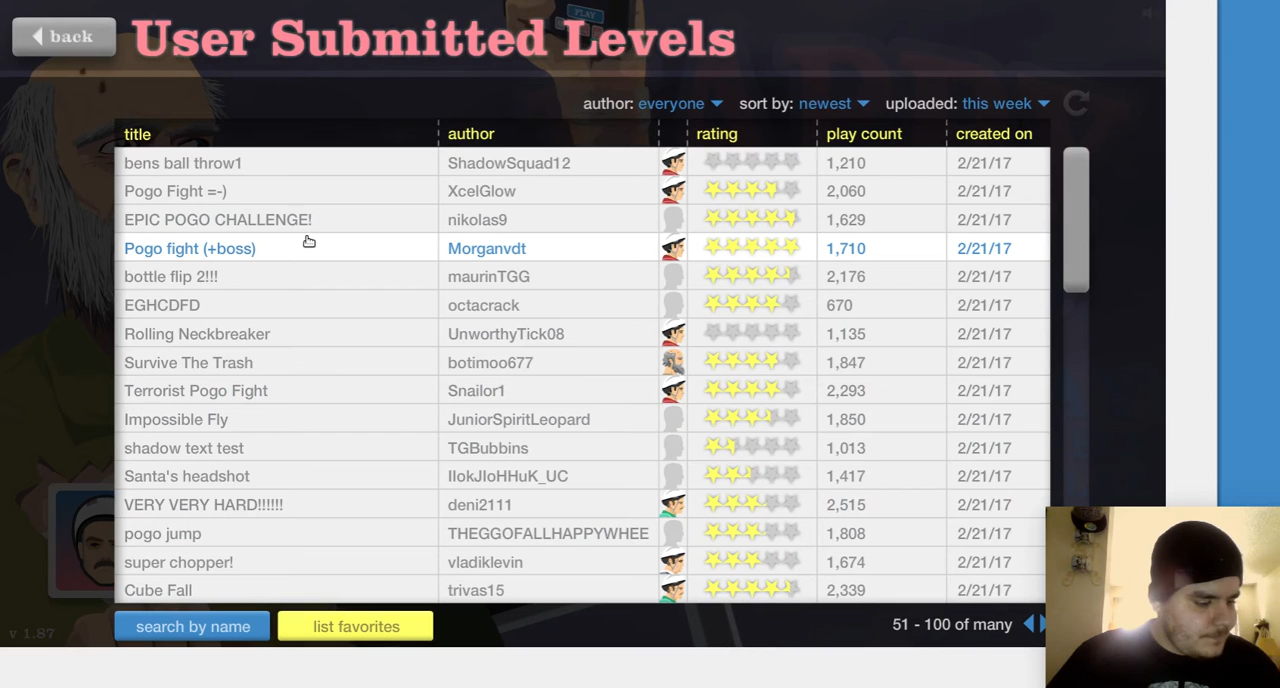 PLAY
back User Submitted Levels
author: everyone sort by: newest uploaded: this week
title author rating play count created on
bens ball throw1 ShadowSquad12 1,210 2/21/17
Pogo Fight =-) XcelGlow 2,060 2/21/17
EPIC POGO CHALLENGE! nikolas9 1,629 2/21/17
Pogo fight (+boss) Morganvdt 1,710 2/21/17
bottle flip 2!!! maurinTGG 2,176 2/21/17
EGHCDFD octacrack 670 2/21/17
Rolling Neckbreaker UnworthyTick08 1,135 2/21/17
Survive The Trash botimoo677 1,847 2/21/17
Terrorist Pogo Fight Snailor1 2,293 2/21/17
Impossible Fly JuniorSpiritLeopard 1,850 2/21/17
shadow text test TGBubbins 1,013 2/21/17
Santa's headshot IlokJIoHHuK_UC 1,417 2/21/17
VERY VERY HARD!!!!!! deni2111 2,515 2/21/17
pogo jump THEGGOFALLHAPPYWHEE 1,808 2/21/17
super chopper! vladiklevin 1,674 2/21/17
Cube Fall trivas15 2,339 2/21/17
search by name list favorites 51 - 100 of many
v 1.87